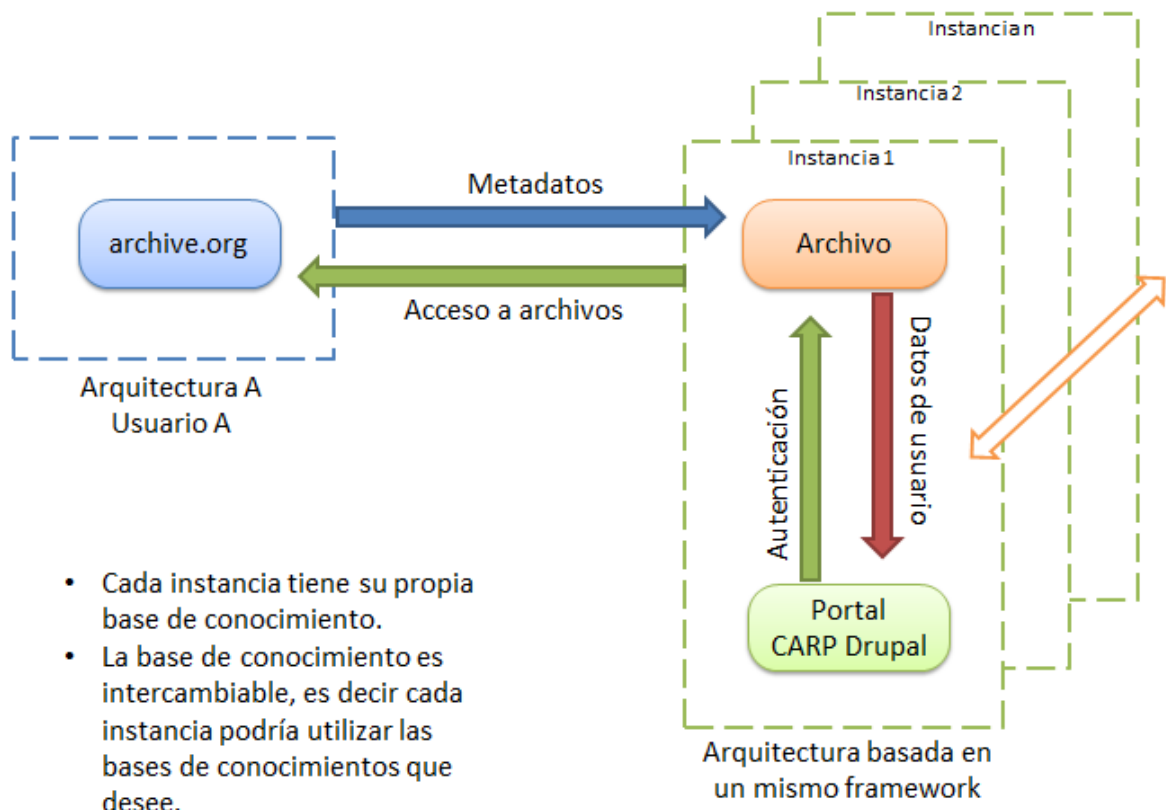 Instancia n
Instancia 2
Instancia 1
Metadatos
archive.org
Archivo
Acceso a archivos
Arquitectura A
Usuario A
Autenticación
Datos de usuario
Portal
CARP Drupal
• Cada instancia tiene su propia
base de conocimiento.
• La base de conocimiento es
intercambiable, es decir cada
instancia podría utilizar las
bases de conocimientos que
desee.
Arquitectura basada en
un mismo framework